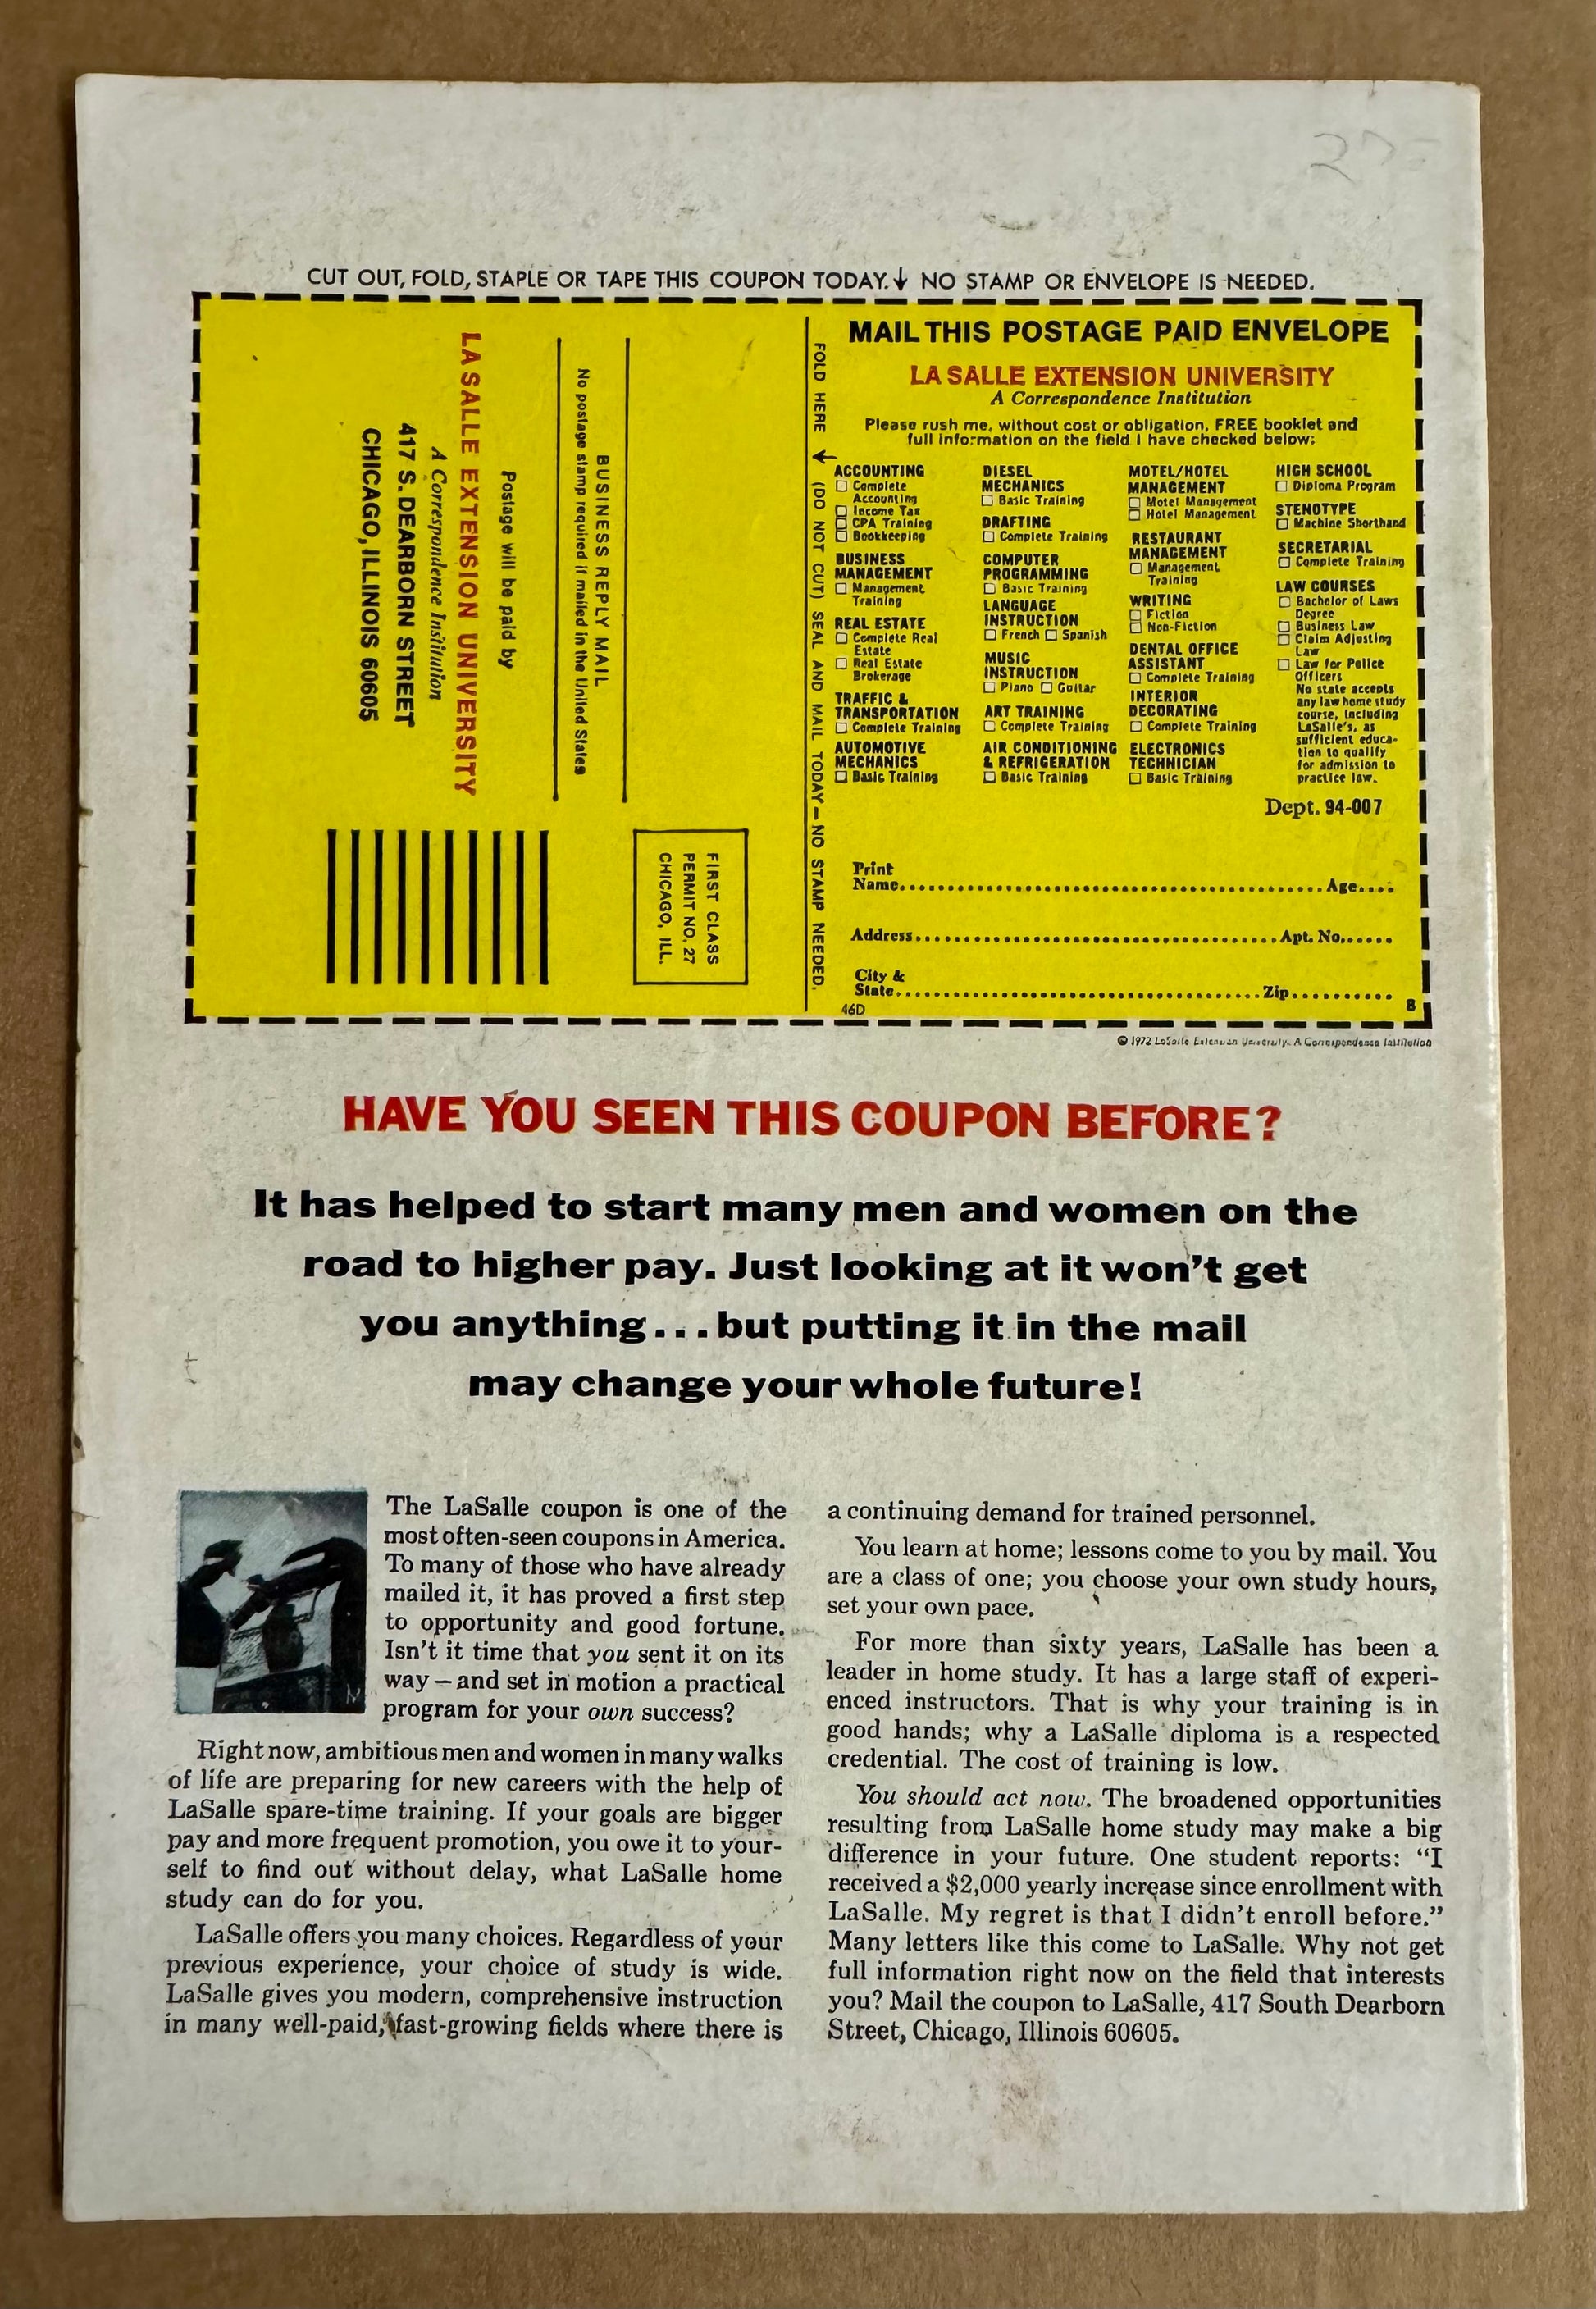 CUT OUT, FOLD, STAPLE OR TAPE THIS COUPON TODAY.↓ NO STAMP OR ENVELOPE IS NEEDED.
FIRST CLASS
PERMIT NO. 27
CHICAGO, ILL.
BUSINESS REPLY MAIL
No postage stamp required if mailed in the United States
Postage will be paid by
LA SALLE EXTENSION UNIVERSITY
A Correspondence Institution
417 S. DEARBORN STREET
CHICAGO, ILLINOIS 60605
FOLD HERE ↓ (DO NOT CUT) SEAL AND MAIL TODAY — NO STAMP NEEDED.
MAIL THIS POSTAGE PAID ENVELOPE
LA SALLE EXTENSION UNIVERSITY
A Correspondence Institution
Please rush me, without cost or obligation, FREE booklet and
full information on the field I have checked below:
ACCOUNTING
☐ Complete
Accounting
☐ Income Tax
☐ CPA Training
☐ Bookkeeping
BUSINESS
MANAGEMENT
☐ Management
Training
REAL ESTATE
☐ Complete Real
Estate
☐ Real Estate
Brokerage
TRAFFIC &
TRANSPORTATION
☐ Complete Training
AUTOMOTIVE
MECHANICS
☐ Basic Training
DIESEL
MECHANICS
☐ Basic Training
DRAFTING
☐ Complete Training
COMPUTER
PROGRAMMING
☐ Basic Training
LANGUAGE
INSTRUCTION
☐ French ☐ Spanish
MUSIC
INSTRUCTION
☐ Piano ☐ Guitar
ART TRAINING
☐ Complete Training
AIR CONDITIONING
& REFRIGERATION
☐ Basic Training
MOTEL/HOTEL
MANAGEMENT
☐ Motel Management
☐ Hotel Management
RESTAURANT
MANAGEMENT
☐ Management
Training
WRITING
☐ Fiction
☐ Non-Fiction
DENTAL OFFICE
ASSISTANT
☐ Complete Training
INTERIOR
DECORATING
☐ Complete Training
ELECTRONICS
TECHNICIAN
☐ Basic Training
HIGH SCHOOL
☐ Diploma Program
STENOTYPE
☐ Machine Shorthand
SECRETARIAL
☐ Complete Training
LAW COURSES
☐ Bachelor of Laws
Degree
☐ Business Law
☐ Claim Adjusting
Law
☐ Law for Police
Officers
No state accepts
any law home study
course, including
LaSalle's, as
sufficient educa-
tion to qualify
for admission to
practice law.
Dept. 94-007
Print
Name.................... Age....
Address.................... Apt. No......
City &
State.................... Zip..........
46D 8
© 1972 LaSalle Extension University. A Correspondence Institution
HAVE YOU SEEN THIS COUPON BEFORE?
It has helped to start many men and women on the
road to higher pay. Just looking at it won't get
you anything...but putting it in the mail
may change your whole future!
The LaSalle coupon is one of the
most often-seen coupons in America.
To many of those who have already
mailed it, it has proved a first step
to opportunity and good fortune.
Isn't it time that you sent it on its
way — and set in motion a practical
program for your own success?
Right now, ambitious men and women in many walks
of life are preparing for new careers with the help of
LaSalle spare-time training. If your goals are bigger
pay and more frequent promotion, you owe it to your-
self to find out without delay, what LaSalle home
study can do for you.
LaSalle offers you many choices. Regardless of your
previous experience, your choice of study is wide.
LaSalle gives you modern, comprehensive instruction
in many well-paid, fast-growing fields where there is
a continuing demand for trained personnel.
You learn at home; lessons come to you by mail. You
are a class of one; you choose your own study hours,
set your own pace.
For more than sixty years, LaSalle has been a
leader in home study. It has a large staff of experi-
enced instructors. That is why your training is in
good hands; why a LaSalle diploma is a respected
credential. The cost of training is low.
You should act now. The broadened opportunities
resulting from LaSalle home study may make a big
difference in your future. One student reports: "I
received a $2,000 yearly increase since enrollment with
LaSalle. My regret is that I didn't enroll before."
Many letters like this come to LaSalle. Why not get
full information right now on the field that interests
you? Mail the coupon to LaSalle, 417 South Dearborn
Street, Chicago, Illinois 60605.